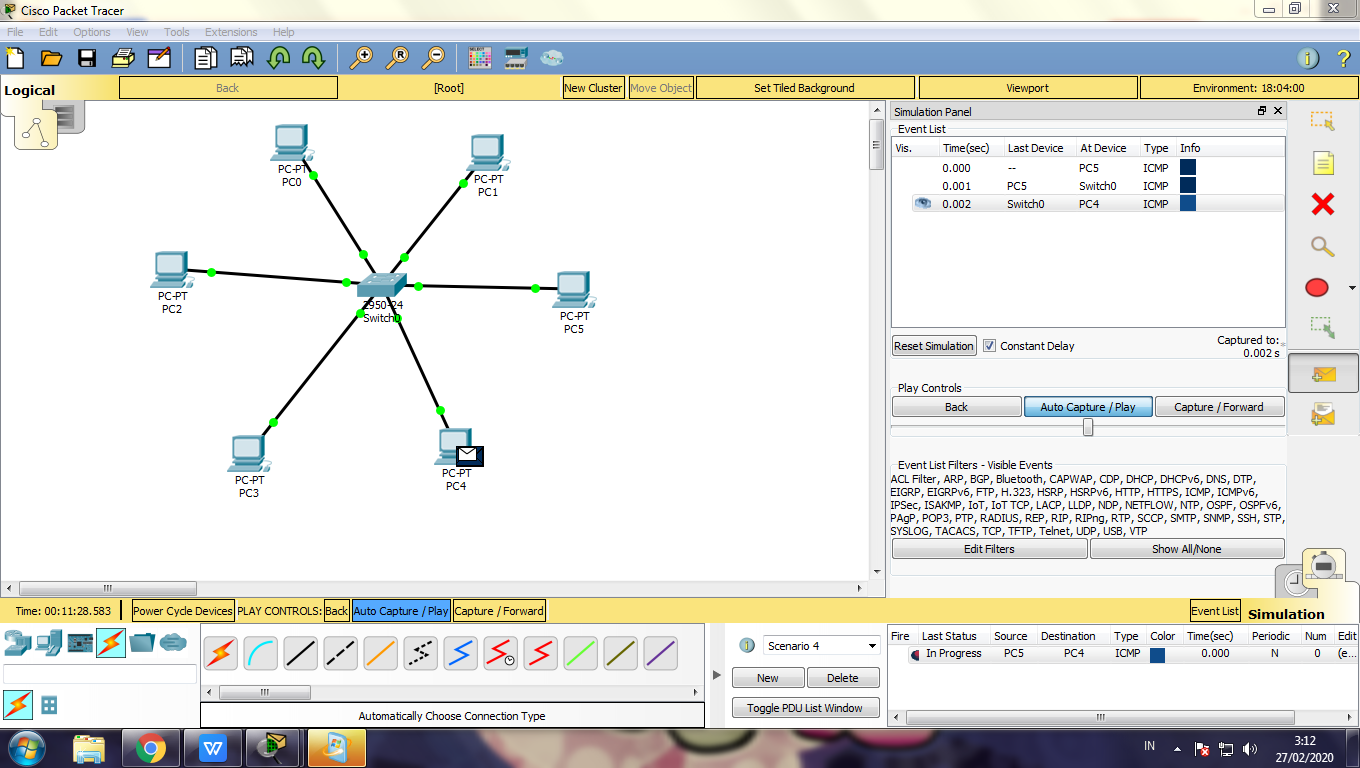 Cisco Packet Tracer
File Edit Options View Tools Extensions Help
Logical
Back
[Root]
New Cluster
Move Object
Set Tiled Background
Viewport
Environment: 18:04:00
PC-PT
PC0
PC-PT
PC1
PC-PT
PC2
2950-24
Switch0
PC-PT
PC5
PC-PT
PC3
PC-PT
PC4
Simulation Panel
Event List
Vis. Time(sec) Last Device At Device Type Info
0.000 -- PC5 ICMP
0.001 PC5 Switch0 ICMP
0.002 Switch0 PC4 ICMP
Reset Simulation
Constant Delay
Captured to:
0.002 s
Play Controls
Back
Auto Capture / Play
Capture / Forward
Event List Filters - Visible Events
ACL Filter, ARP, BGP, Bluetooth, CAPWAP, CDP, DHCP, DHCPv6, DNS, DTP,
EIGRP, EIGRPv6, FTP, H.323, HSRP, HSRPv6, HTTP, HTTPS, ICMP, ICMPv6,
IPSec, ISAKMP, IoT, IoT TCP, LACP, LLDP, NDP, NETFLOW, NTP, OSPF, OSPFv6,
PAgP, POP3, PTP, RADIUS, REP, RIP, RIPng, RTP, SCCP, SMTP, SNMP, SSH, STP,
SYSLOG, TACACS, TCP, TFTP, Telnet, UDP, USB, VTP
Edit Filters
Show All/None
Time: 00:11:28.583
Power Cycle Devices
PLAY CONTROLS:
Back
Auto Capture / Play
Capture / Forward
Event List
Simulation
Automatically Choose Connection Type
Scenario 4
New
Delete
Toggle PDU List Window
Fire Last Status Source Destination Type Color Time(sec) Periodic Num Edit
In Progress PC5 PC4 ICMP 0.000 N 0 (e...
IN
3:12
27/02/2020